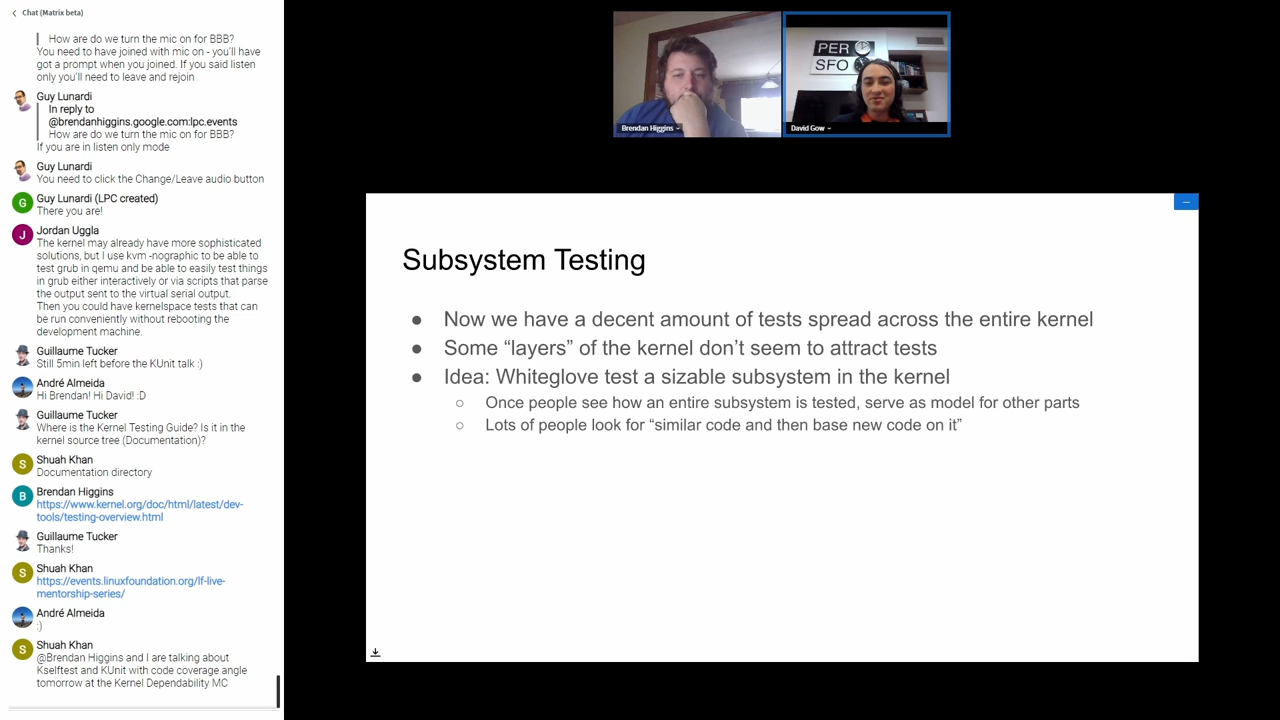 Chat (Matrix beta)
How are do we turn the mic on for BBB?
You need to have joined with mic on - you'll have
got a prompt when you joined. If you said listen
only you'll need to leave and rejoin
Guy Lunardi
In reply to
@brendanhiggins.google.com:lpc.events
How are do we turn the mic on for BBB?
If you are in listen only mode
Guy Lunardi
You need to click the Change/Leave audio button
G
Guy Lunardi (LPC created)
There you are!
J
Jordan Uggla
The kernel may already have more sophisticated
solutions, but I use kvm -nographic to be able to
test grub in qemu and be able to easily test things
in grub either interactively or via scripts that parse
the output sent to the virtual serial output.
Then you could have kernelspace tests that can
be run conveniently without rebooting the
development machine.
Guillaume Tucker
Still 5min left before the KUnit talk :)
André Almeida
Hi Brendan! Hi David! :D
Guillaume Tucker
Where is the Kernel Testing Guide? Is it in the
kernel source tree (Documentation)?
S
Shuah Khan
Documentation directory
B
Brendan Higgins
https://www.kernel.org/doc/html/latest/dev-
tools/testing-overview.html
Guillaume Tucker
Thanks!
S
Shuah Khan
https://events.linuxfoundation.org/lf-live-
mentorship-series/
André Almeida
:)
S
Shuah Khan
@Brendan Higgins and I are talking about
Kselftest and KUnit with code coverage angle
tomorrow at the Kernel Dependability MC
Brendan Higgins
PER
SFO
David Gow
Subsystem Testing
● Now we have a decent amount of tests spread across the entire kernel
● Some “layers” of the kernel don’t seem to attract tests
● Idea: Whiteglove test a sizable subsystem in the kernel
○ Once people see how an entire subsystem is tested, serve as model for other parts
○ Lots of people look for “similar code and then base new code on it”